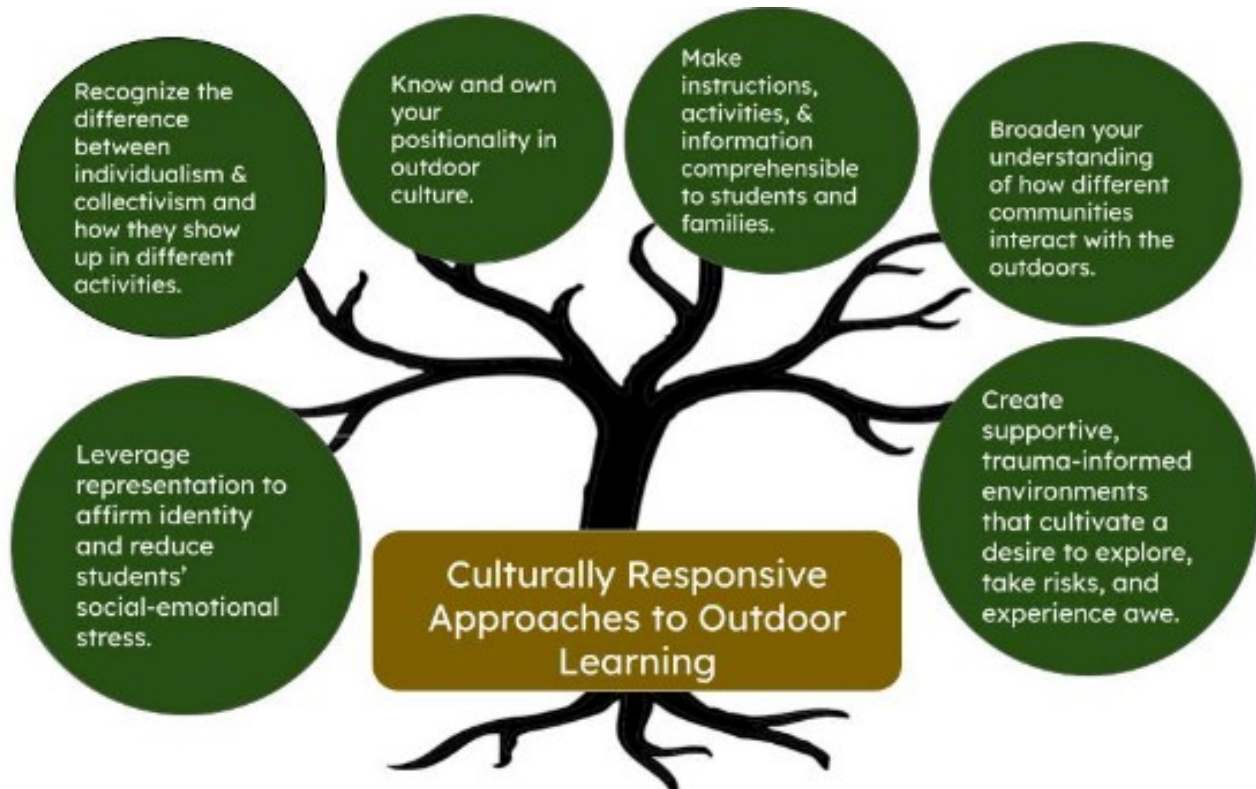 Recognize the
difference
between
individualism &
collectivism and
how they show
up in different
activities.
Know and own
your
positionality in
outdoor
culture.
Make
instructions,
activities, &
information
comprehensible
to students and
families.
Broaden your
understanding
of how different
communities
interact with the
outdoors.
Leverage
representation to
affirm identity
and reduce
students’
social-emotional
stress.
Create
supportive,
trauma-informed
environments
that cultivate a
desire to explore,
take risks, and
experience awe.
Culturally Responsive
Approaches to Outdoor
Learning